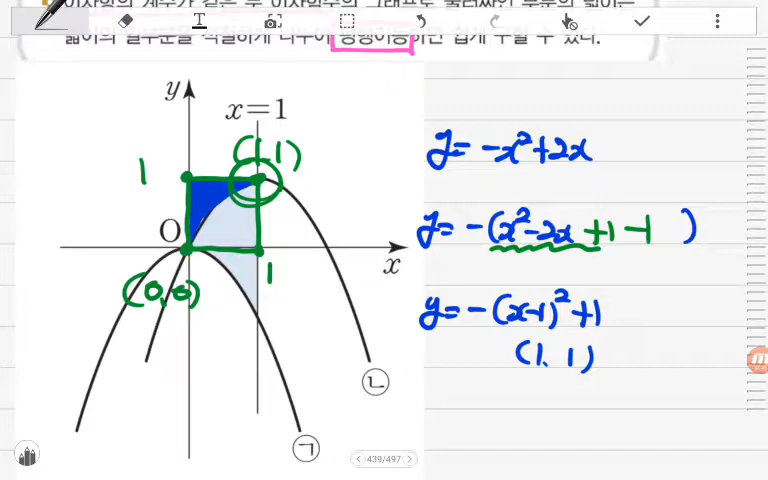 이차항의 계수가 같은 두 이차함수의 그래프로 둘러싸인 부분의 넓이는
넓이의 일부분을 적절하게 나누어 평행이동하면 쉽게 구할 수 있다.
y
x=1
1
(1, 1)
O
x
1
(0, 0)
㉡
㉠
y= -x²+2x
y= -(x²-2x+1-1 )
y= -(x-1)²+1
(1, 1)
439/497